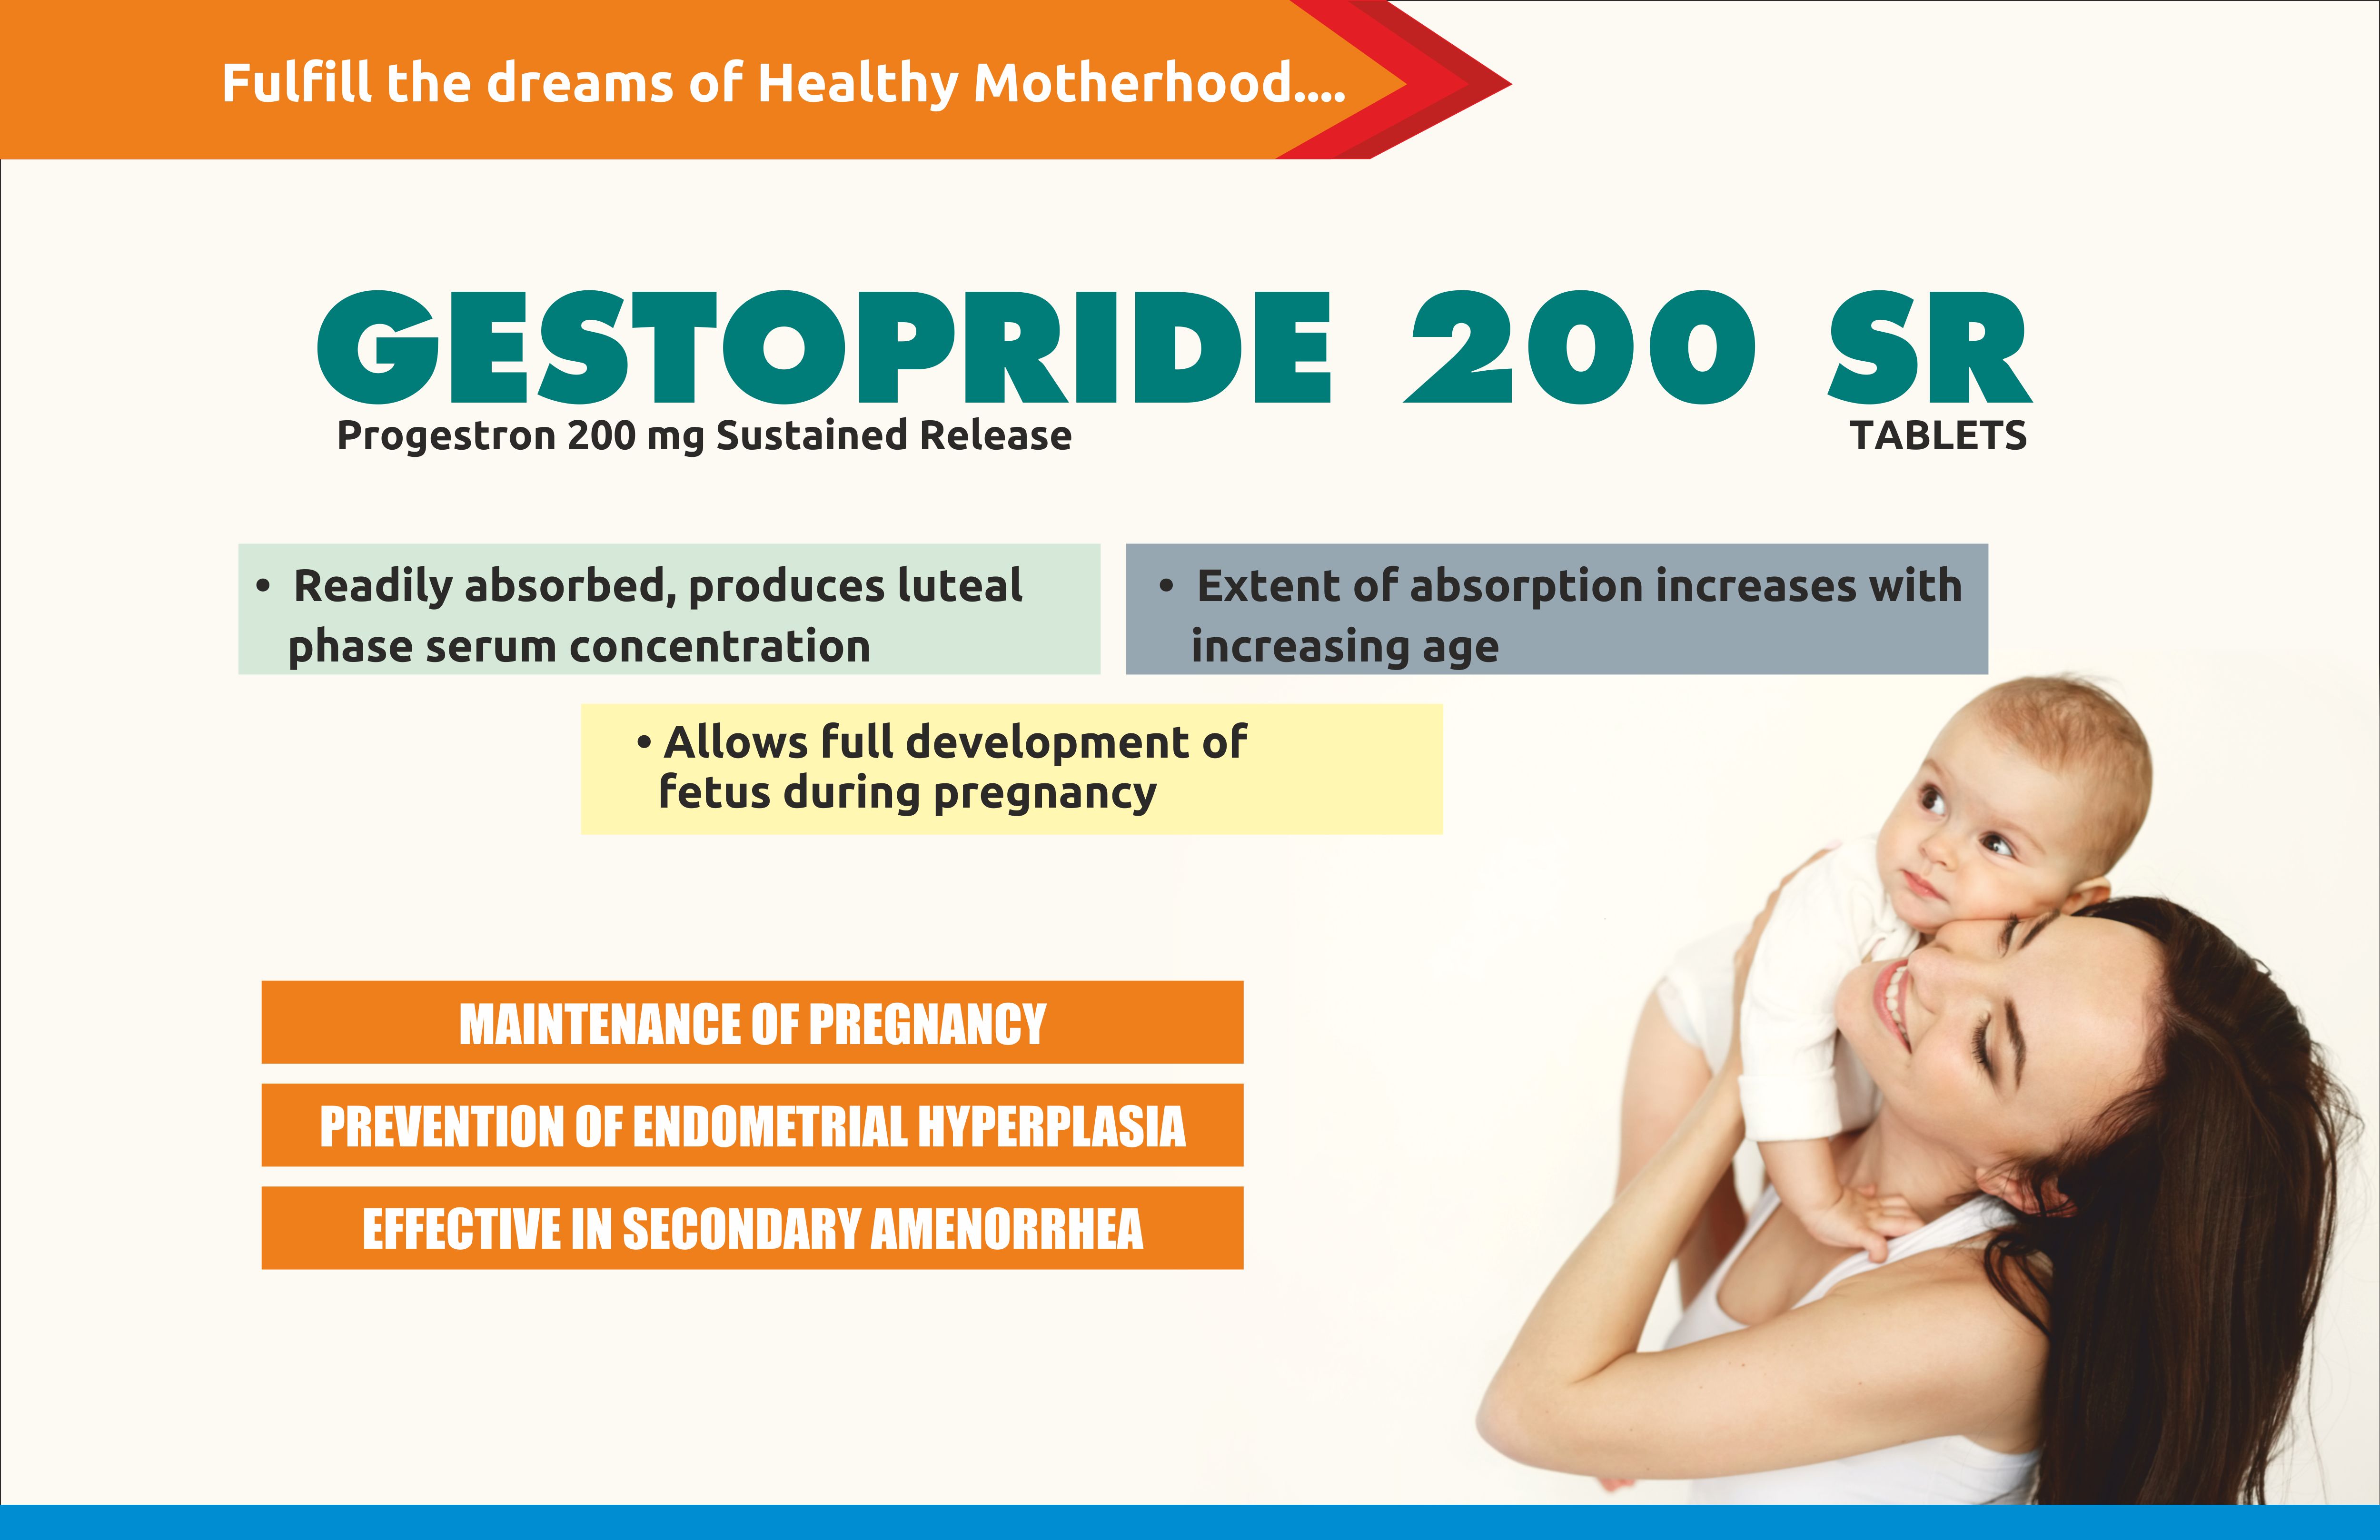 Fulfill the dreams of Healthy Motherhood....
GESTOPRIDE 200 SR
Progestron 200 mg Sustained Release
TABLETS
• Readily absorbed, produces luteal
phase serum concentration
• Extent of absorption increases with
increasing age
• Allows full development of
fetus during pregnancy
MAINTENANCE OF PREGNANCY
PREVENTION OF ENDOMETRIAL HYPERPLASIA
EFFECTIVE IN SECONDARY AMENORRHEA